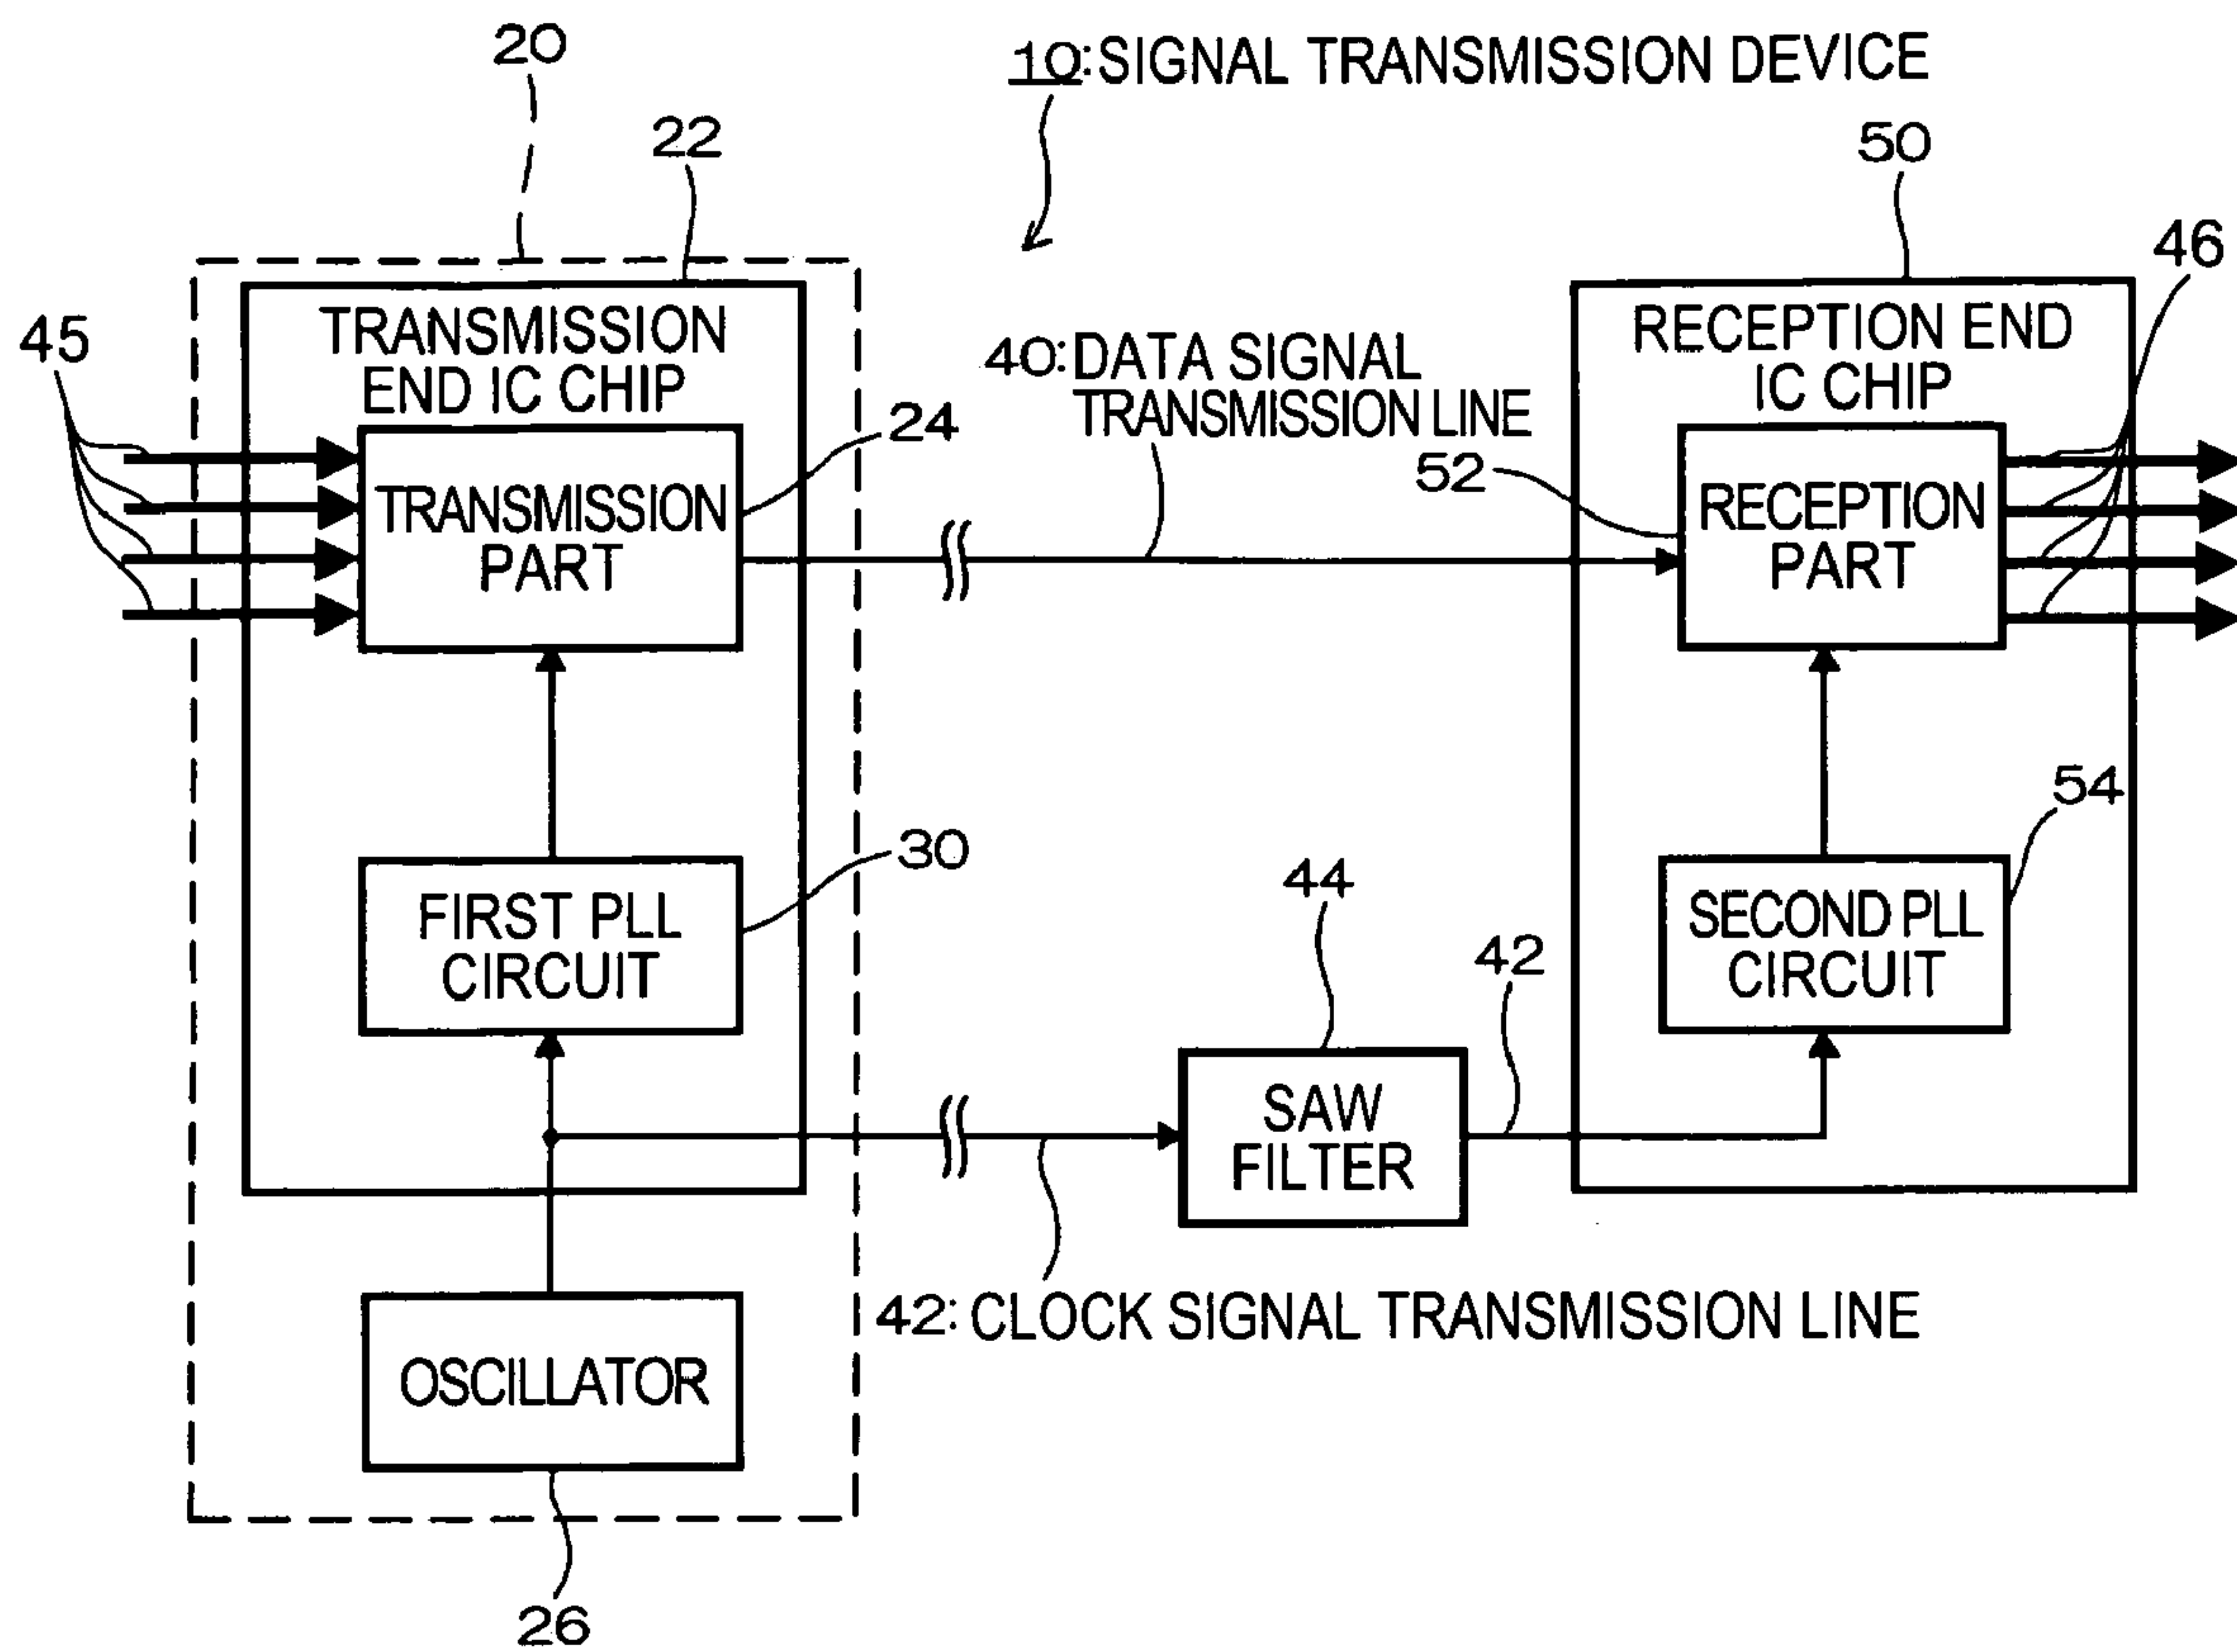 20
10:SIGNAL TRANSMISSION DEVICE
22
50
46
45
TRANSMISSION
END IC CHIP
40: DATA SIGNAL
TRANSMISSION LINE
RECEPTION END
IC CHIP
24
52
TRANSMISSION
PART
RECEPTION
PART
54
30
44
FIRST PLL
CIRCUIT
42
SECOND PLL
CIRCUIT
SAW
FILTER
42: CLOCK SIGNAL TRANSMISSION LINE
OSCILLATOR
26